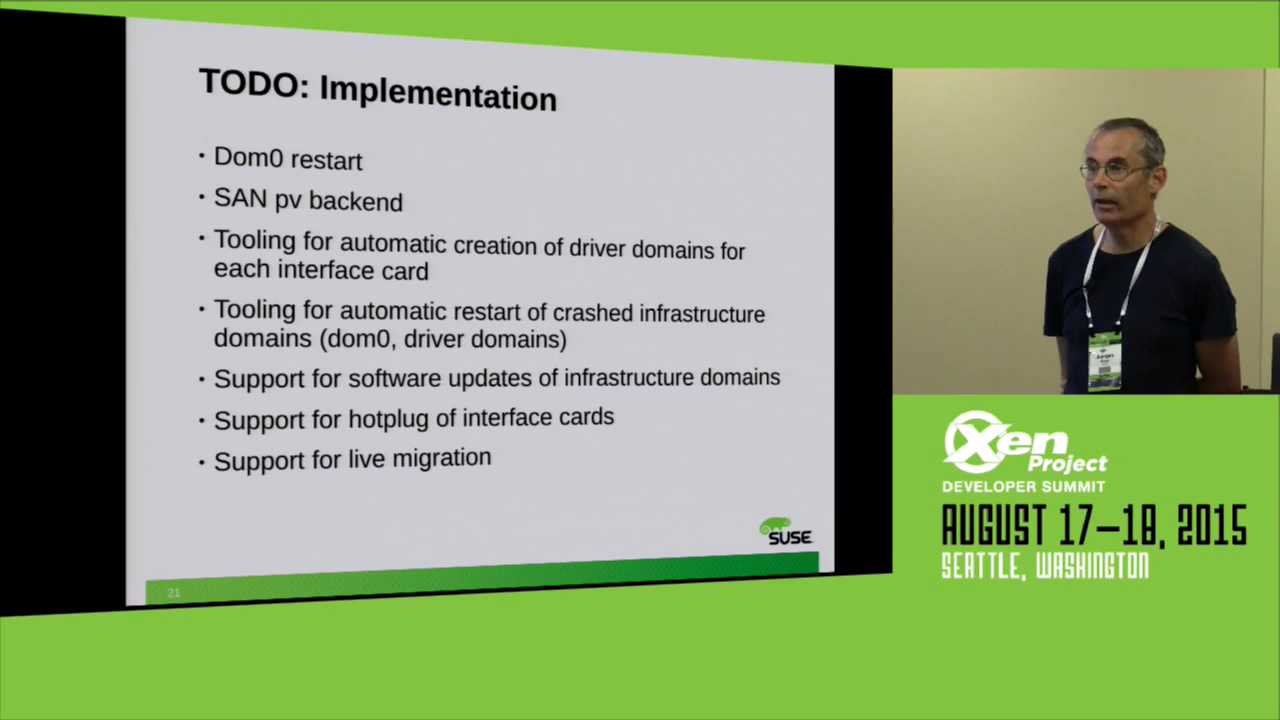 TODO: Implementation
• Dom0 restart
• SAN pv backend
• Tooling for automatic creation of driver domains for
each interface card
• Tooling for automatic restart of crashed infrastructure
domains (dom0, driver domains)
• Support for software updates of infrastructure domains
• Support for hotplug of interface cards
• Support for live migration
SUSE
21
Xen
Project
DEVELOPER SUMMIT
AUGUST 17–18, 2015
SEATTLE, WASHINGTON